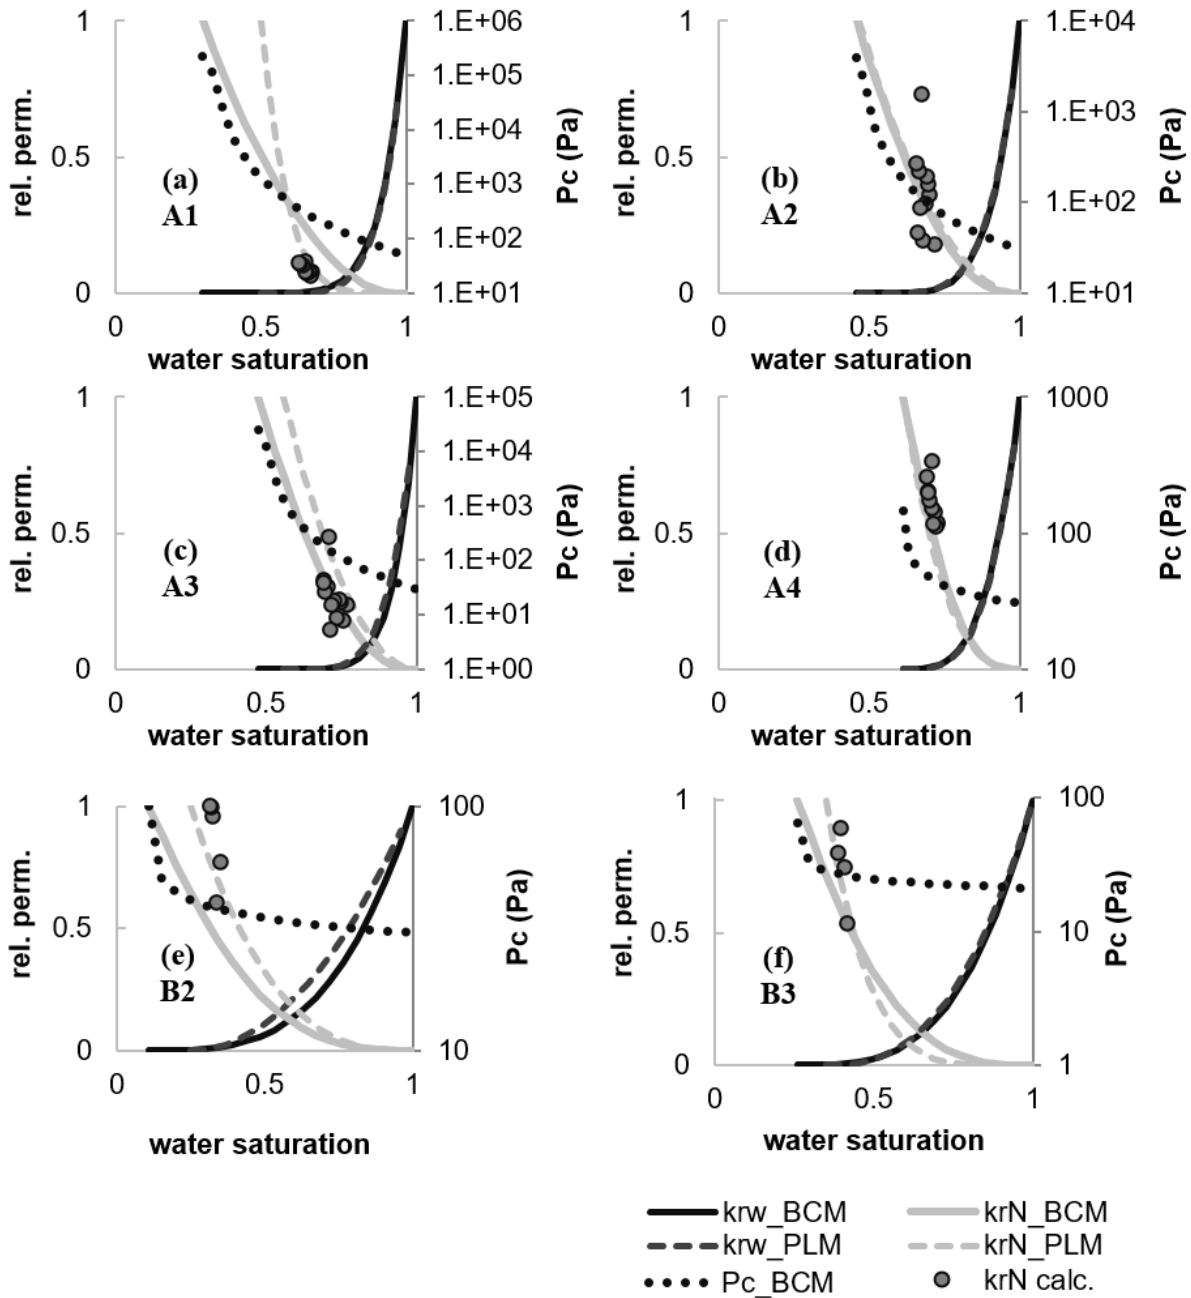 1
0.5
0
rel. perm.
(a)
A1
1.E+06
1.E+05
1.E+04
1.E+03
1.E+02
1.E+01
Pc (Pa)
0
0.5
1
water saturation
1
0.5
0
rel. perm.
(b)
A2
1.E+04
1.E+03
1.E+02
1.E+01
Pc (Pa)
0
0.5
1
water saturation
1
0.5
0
rel. perm.
(c)
A3
1.E+05
1.E+04
1.E+03
1.E+02
1.E+01
1.E+00
Pc (Pa)
0
0.5
1
water saturation
1
0.5
0
rel. perm.
(d)
A4
1000
100
10
Pc (Pa)
0
0.5
1
water saturation
1
0.5
0
rel. perm.
(e)
B2
100
10
Pc (Pa)
0
0.5
1
water saturation
1
0.5
0
rel. perm.
(f)
B3
100
10
1
Pc (Pa)
0
0.5
1
water saturation
krw_BCM
krN_BCM
krw_PLM
krN_PLM
Pc_BCM
krN calc.